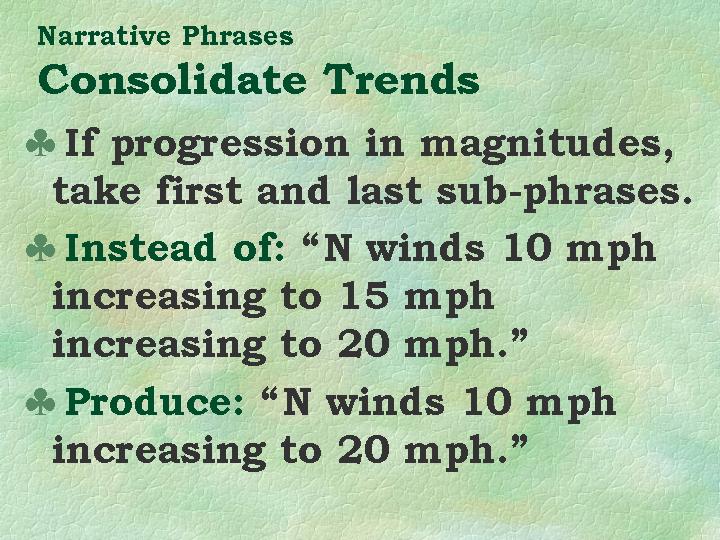 Narrative Phrases
Consolidate Trends
♣ If progression in magnitudes,
take first and last sub-phrases.
♣ Instead of: “N winds 10 mph
increasing to 15 mph
increasing to 20 mph.”
♣ Produce: “N winds 10 mph
increasing to 20 mph.”